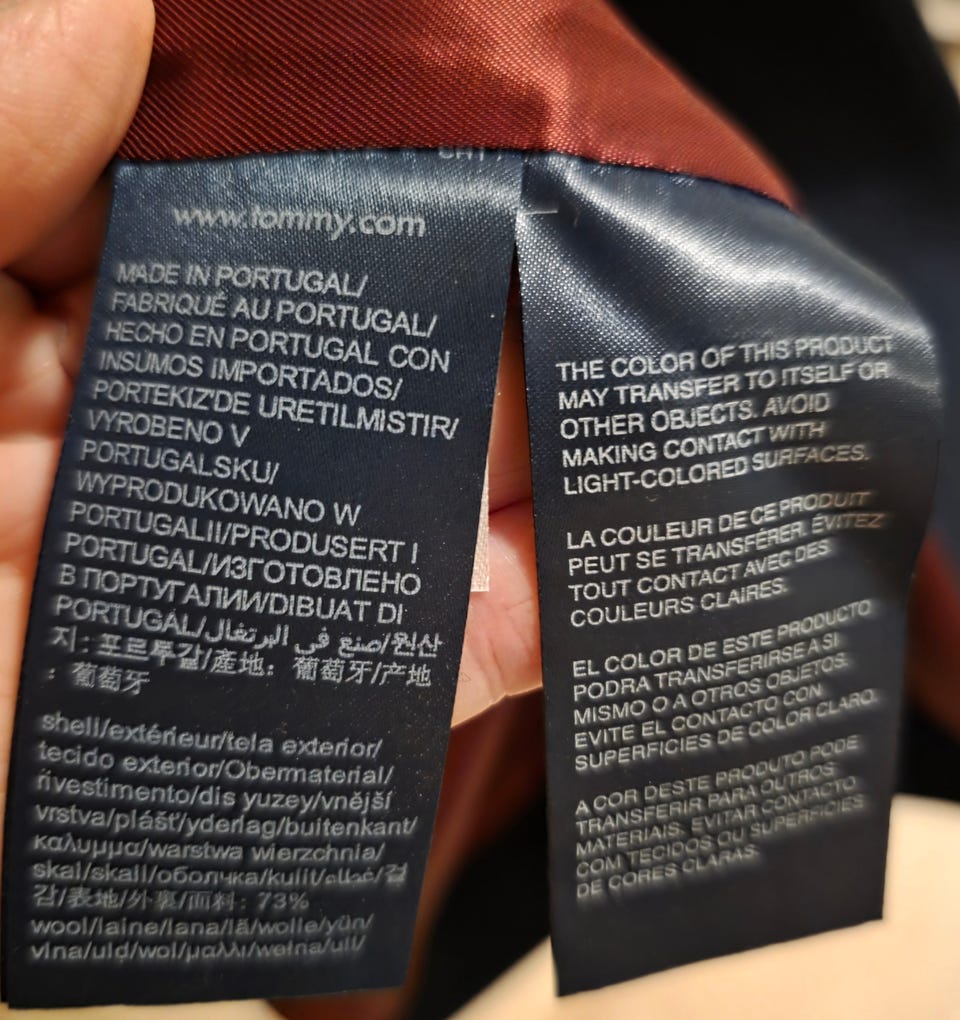 www.tommy.com
MADE IN PORTUGAL/
FABRIQUÉ AU PORTUGAL/
HECHO EN PORTUGAL CON
INSUMOS IMPORTADOS/
PORTEKIZ'DE URETILMISTIR/
VYROBENO V
PORTUGALSKU/
WYPRODUKOWANO W
PORTUGALII/PRODUSERT I
PORTUGAL/ИЗГОТОВЛЕНО
В ПОРТУГАЛИИ/DIBUAT DI
PORTUGAL/صنع في البرتغال/원산
지: 포르투갈/產地: 葡萄牙/产地
: 葡萄牙
shell/extérieur/tela exterior/
tecido exterior/Obermaterial/
rivestimento/dis yuzey/vnější
vrstva/plášť/yderlag/buitenkant/
καλυμμα/warstwa wierzchnia/
skal/skall/оболчка/kulit/غطاء/겉
감/表地/外裏/面料: 73%
wool/laine/lana/lã/wolle/yün/
vlna/uld/wol/μαλλι/wełna/ull/
THE COLOR OF THIS PRODUCT
MAY TRANSFER TO ITSELF OR
OTHER OBJECTS. AVOID
MAKING CONTACT WITH
LIGHT-COLORED SURFACES.
LA COULEUR DE CE PRODUIT
PEUT SE TRANSFÉRER. ÉVITEZ
TOUT CONTACT AVEC DES
COULEURS CLAIRES.
EL COLOR DE ESTE PRODUCTO
PODRA TRANSFERIRSE A SI
MISMO O A OTROS OBJETOS.
EVITE EL CONTACTO CON
SUPERFICIES DE COLOR CLARO.
A COR DESTE PRODUTO PODE
TRANSFERIR PARA OUTROS
MATERIAIS. EVITAR CONTACTO
COM TECIDOS OU SUPERFICIES
DE CORES CLARAS.